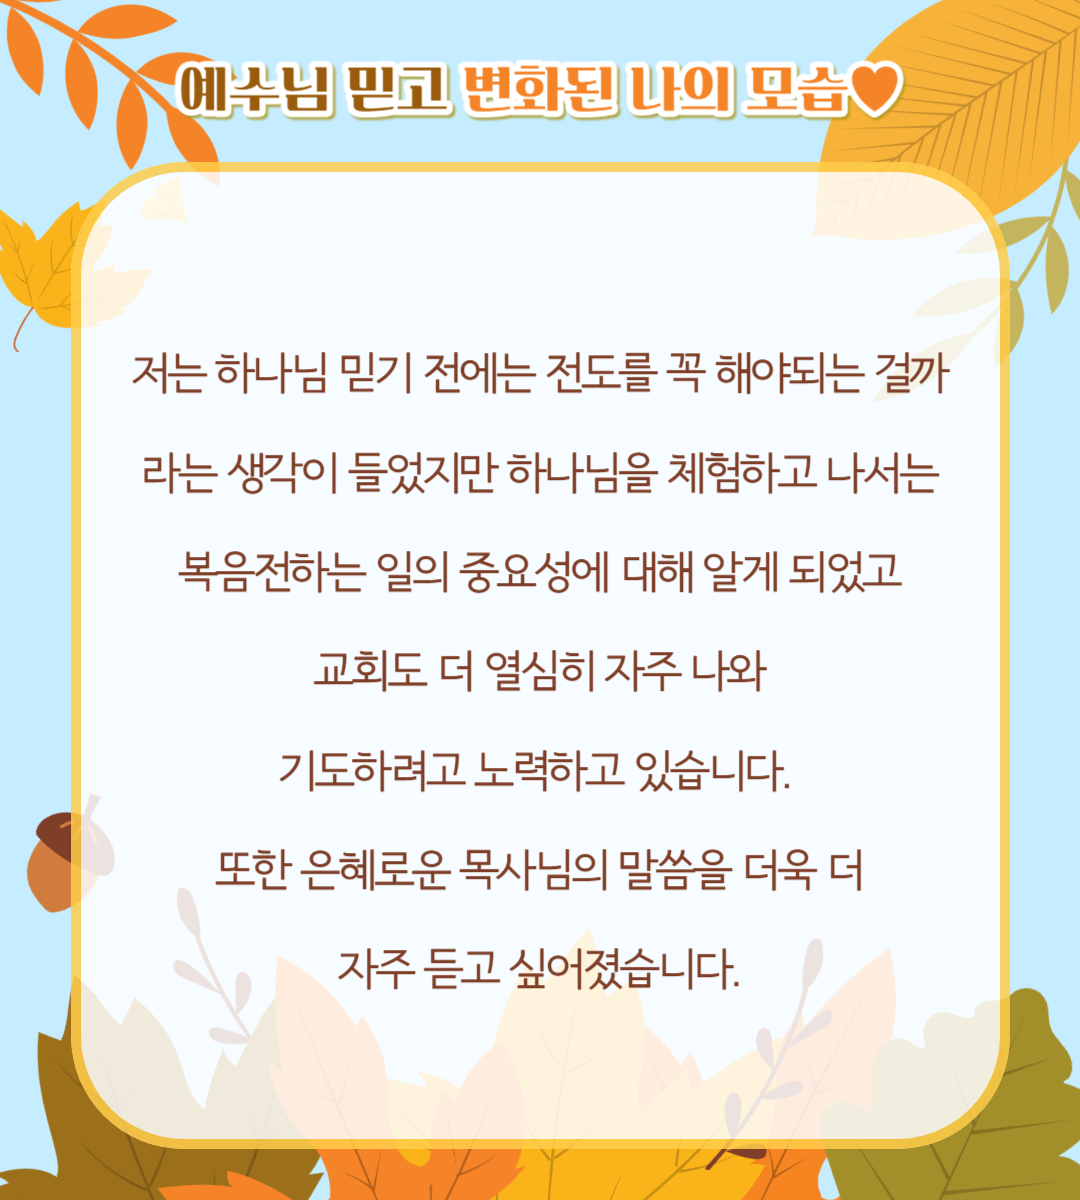 예수님 믿고 변화된 나의 모습♥
저는 하나님 믿기 전에는 전도를 꼭 해야되는 걸까
라는 생각이 들었지만 하나님을 체험하고 나서는
복음전하는 일의 중요성에 대해 알게 되었고
교회도 더 열심히 자주 나와
기도하려고 노력하고 있습니다.
또한 은혜로운 목사님의 말씀을 더욱 더
자주 듣고 싶어졌습니다.